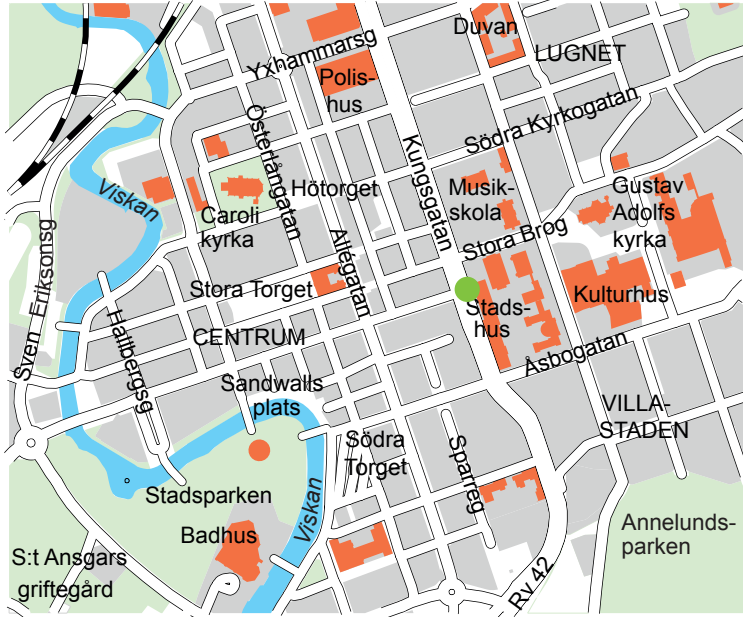 Duvan
LUGNET
Yxhammarsg
Polis-
hus
Österlånggatan
Kungsgatan
Södra Kyrkogatan
Viskan
Hötorget
Caroli
kyrka
Allégatan
Musik-
skola
Gustav
Adolfs
kyrka
Stora Brog
Sven Eriksonsg
Stora Torget
Hallbergsg
CENTRUM
Stads-
hus
Kulturhus
Åsbogatan
Sandwalls
plats
VILLA-
STADEN
Södra
Torget
Sparreg
Stadsparken
Viskan
Badhus
Annelunds-
parken
S:t Ansgars
griftegård
Rv 42